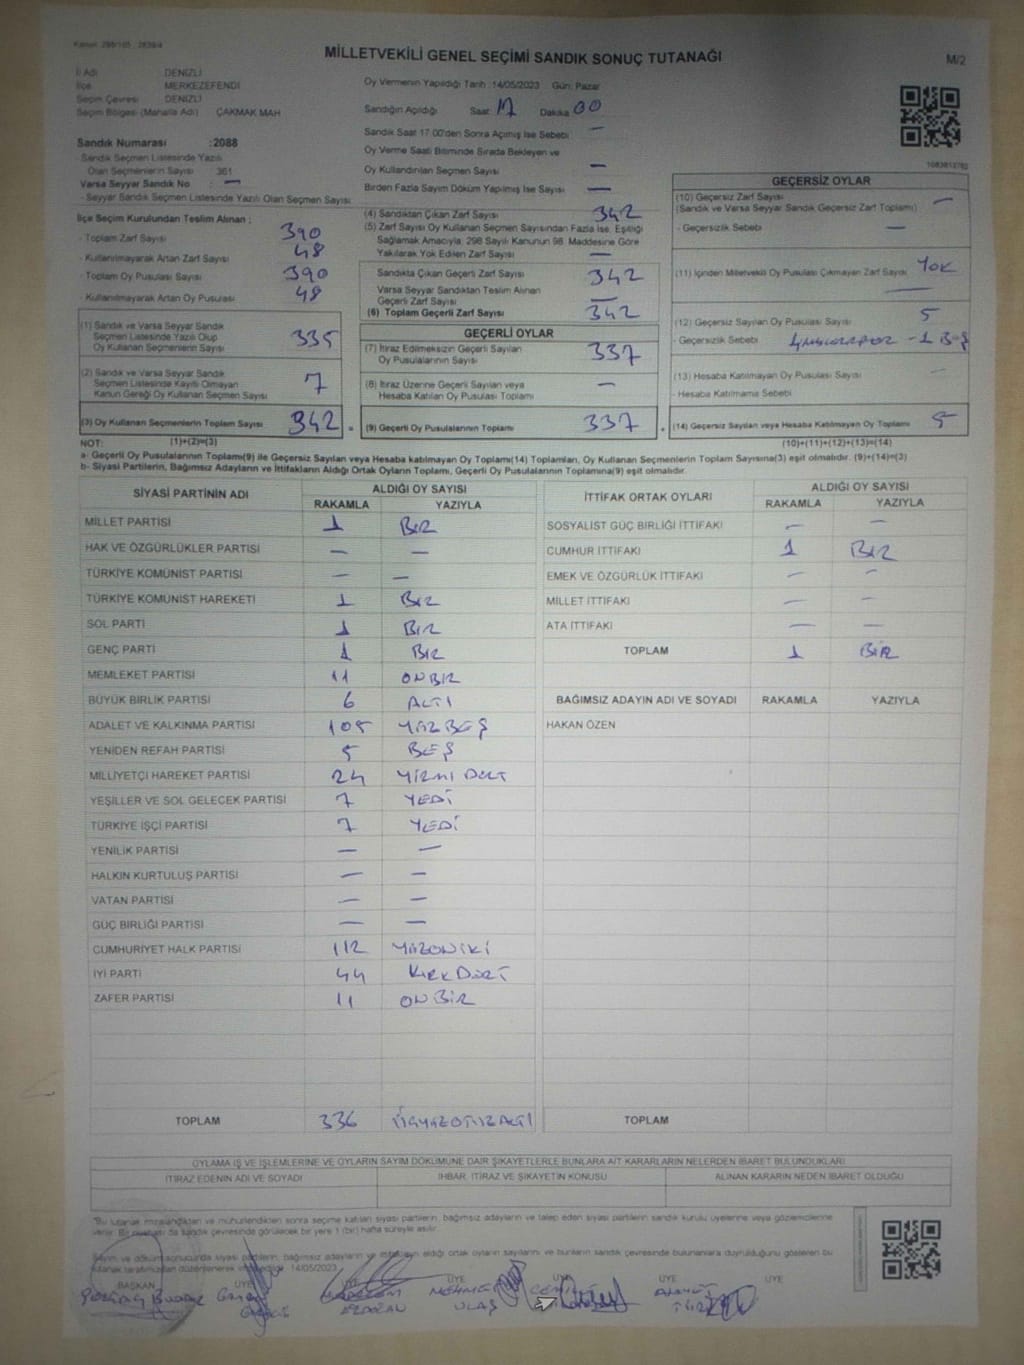 Kanun: 298/105 2839/4
MİLLETVEKİLİ GENEL SEÇİMİ SANDIK SONUÇ TUTANAĞI
M/2
İl Adı : DENİZLİ
İlçe : MERKEZEFENDİ
Seçim Çevresi : DENİZLİ
Seçim Bölgesi (Mahalle Adı) : ÇAKMAK MAH
Sandık Numarası : 2088
- Sandık Seçmen Listesinde Yazılı
Olan Seçmenlerin Sayısı : 361
Varsa Seyyar Sandık No : —
- Seyyar Sandık Seçmen Listesinde Yazılı Olan Seçmen Sayısı
İlçe Seçim Kurulundan Teslim Alınan :
- Toplam Zarf Sayısı 390
- Kullanılmayarak Artan Zarf Sayısı 48
- Toplam Oy Pusulası Sayısı 390
- Kullanılmayarak Artan Oy Pusulası 48
(1) Sandık ve Varsa Seyyar Sandık
Seçmen Listesinde Yazılı Olup
Oy Kullanan Seçmenlerin Sayısı 335
(2) Sandık ve Varsa Seyyar Sandık
Seçmen Listesinde Kayıtlı Olmayan
Kanun Gereği Oy Kullanan Seçmen Sayısı 7
(3) Oy Kullanan Seçmenlerin Toplam Sayısı 342
(1)+(2)=(3)
Oy Vermenin Yapıldığı Tarih : 14/05/2023 Gün: Pazar
Sandığın Açıldığı Saat 17 Dakika 00
Sandık Saat 17.00'den Sonra Açılmış İse Sebebi : —
Oy Verme Saati Bitiminde Sırada Bekleyen ve
Oy Kullandırılan Seçmen Sayısı —
Birden Fazla Sayım Döküm Yapılmış İse Sayısı —
(4) Sandıktan Çıkan Zarf Sayısı 342
(5) Zarf Sayısı Oy Kullanan Seçmen Sayısından Fazla İse, Eşitliği
Sağlamak Amacıyla; 298 Sayılı Kanunun 98. Maddesine Göre
Yakılarak Yok Edilen Zarf Sayısı —
Sandıkta Çıkan Geçerli Zarf Sayısı 342
Varsa Seyyar Sandıktan Teslim Alınan
Geçerli Zarf Sayısı —
(6) Toplam Geçerli Zarf Sayısı 342
GEÇERLİ OYLAR
(7) İtiraz Edilmeksizin Geçerli Sayılan
Oy Pusulalarının Sayısı 337
(8) İtiraz Üzerine Geçerli Sayılan veya
Hesaba Katılan Oy Pusulası Toplamı —
(9) Geçerli Oy Pusulalarının Toplamı 337
GEÇERSİZ OYLAR
(10) Geçersiz Zarf Sayısı
(Sandık ve Varsa Seyyar Sandık Geçersiz Zarf Toplamı) —
- Geçersizlik Sebebi —
(11) İçinden Milletvekili Oy Pusulası Çıkmayan Zarf Sayısı YOK
(12) Geçersiz Sayılan Oy Pusulası Sayısı 5
- Geçersizlik Sebebi
(13) Hesaba Katılmayan Oy Pusulası Sayısı —
- Hesaba Katılmama Sebebi
(14) Geçersiz Sayılan veya Hesaba Katılmayan Oy Toplamı 5
(10)+(11)+(12)+(13)=(14)
NOT:
a- Geçerli Oy Pusulalarının Toplamı(9) ile Geçersiz Sayılan veya Hesaba katılmayan Oy Toplamı(14) Toplamları, Oy Kullanan Seçmenlerin Toplam Sayısına(3) eşit olmalıdır. (9)+(14)=(3)
b- Siyasi Partilerin, Bağımsız Adayların ve İttifakların Aldığı Ortak Oyların Toplamı, Geçerli Oy Pusulalarının Toplamına(9) eşit olmalıdır.
SİYASİ PARTİNİN ADI ALDIĞI OY SAYISI
RAKAMLA YAZIYLA
MİLLET PARTİSİ 1 BİR
HAK VE ÖZGÜRLÜKLER PARTİSİ — —
TÜRKİYE KOMÜNİST PARTİSİ — —
TÜRKİYE KOMÜNİST HAREKETİ 1 BİR
SOL PARTİ 1 BİR
GENÇ PARTİ 1 BİR
MEMLEKET PARTİSİ 11 ONBİR
BÜYÜK BİRLİK PARTİSİ 6 ALTI
ADALET VE KALKINMA PARTİSİ 105 YÜZBEŞ
YENİDEN REFAH PARTİSİ 5 BEŞ
MİLLİYETÇİ HAREKET PARTİSİ 24 YİRMİ DÖRT
YEŞİLLER VE SOL GELECEK PARTİSİ 7 YEDİ
TÜRKİYE İŞÇİ PARTİSİ 7 YEDİ
YENİLİK PARTİSİ — —
HALKIN KURTULUŞ PARTİSİ — —
VATAN PARTİSİ — —
GÜÇ BİRLİĞİ PARTİSİ — —
CUMHURİYET HALK PARTİSİ 112 YÜZONİKİ
İYİ PARTİ 44 KIRKDÖRT
ZAFER PARTİSİ 11 ONBİR
TOPLAM 336 ÜÇYÜZOTUZALTI
İTTİFAK ORTAK OYLARI ALDIĞI OY SAYISI
RAKAMLA YAZIYLA
SOSYALİST GÜÇ BİRLİĞİ İTTİFAKI — —
CUMHUR İTTİFAKI 1 BİR
EMEK VE ÖZGÜRLÜK İTTİFAKI — —
MİLLET İTTİFAKI — —
ATA İTTİFAKI — —
TOPLAM 1 BİR
BAĞIMSIZ ADAYIN ADI VE SOYADI RAKAMLA YAZIYLA
HAKAN ÖZEN
TOPLAM
OYLAMA İŞ VE İŞLEMLERİNE VE OYLARIN SAYIM DÖKÜMÜNE DAİR ŞİKAYETLERLE BUNLARA AİT KARARLARIN NELERDEN İBARET BULUNDUKLARI
İTİRAZ EDENİN ADI VE SOYADI İHBAR, İTİRAZ VE ŞİKAYETİN KONUSU ALINAN KARARIN NEDEN İBARET OLDUĞU
"Bu tutanak imzalandıktan ve mühürlendikten sonra seçime katılan siyasi partilerin, bağımsız adayların ve talep eden siyasi partilerin sandık kurulu üyelerine veya gözlemcilerine
verilir. Bir nüshası da sandık çevresinde görülecek bir yere 1 (bir) hafta süreyle asılır.
Sayım ve döküm sonucunda siyasi partilerin, bağımsız adayların ve ittifakların aldığı ortak oyların sayılarını ve bunların sandık çevresinde bulunanlara duyurulduğunu gösteren bu
tutanak tarafımızdan düzenlenerek 14/05/2023
BAŞKAN ÜYE ÜYE ÜYE ÜYE ÜYE ÜYE
ERDOĞAN MEHMET ULAŞ